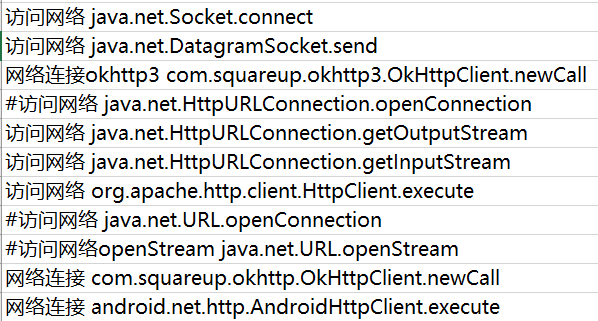 访问网络 java.net.Socket.connect
访问网络 java.net.DatagramSocket.send
网络连接okhttp3 com.squareup.okhttp3.OkHttpClient.newCall
#访问网络 java.net.HttpURLConnection.openConnection
访问网络 java.net.HttpURLConnection.getOutputStream
访问网络 java.net.HttpURLConnection.getInputStream
访问网络 org.apache.http.client.HttpClient.execute
#访问网络 java.net.URL.openConnection
#访问网络openStream java.net.URL.openStream
网络连接 com.squareup.okhttp.OkHttpClient.newCall
网络连接 android.net.http.AndroidHttpClient.execute